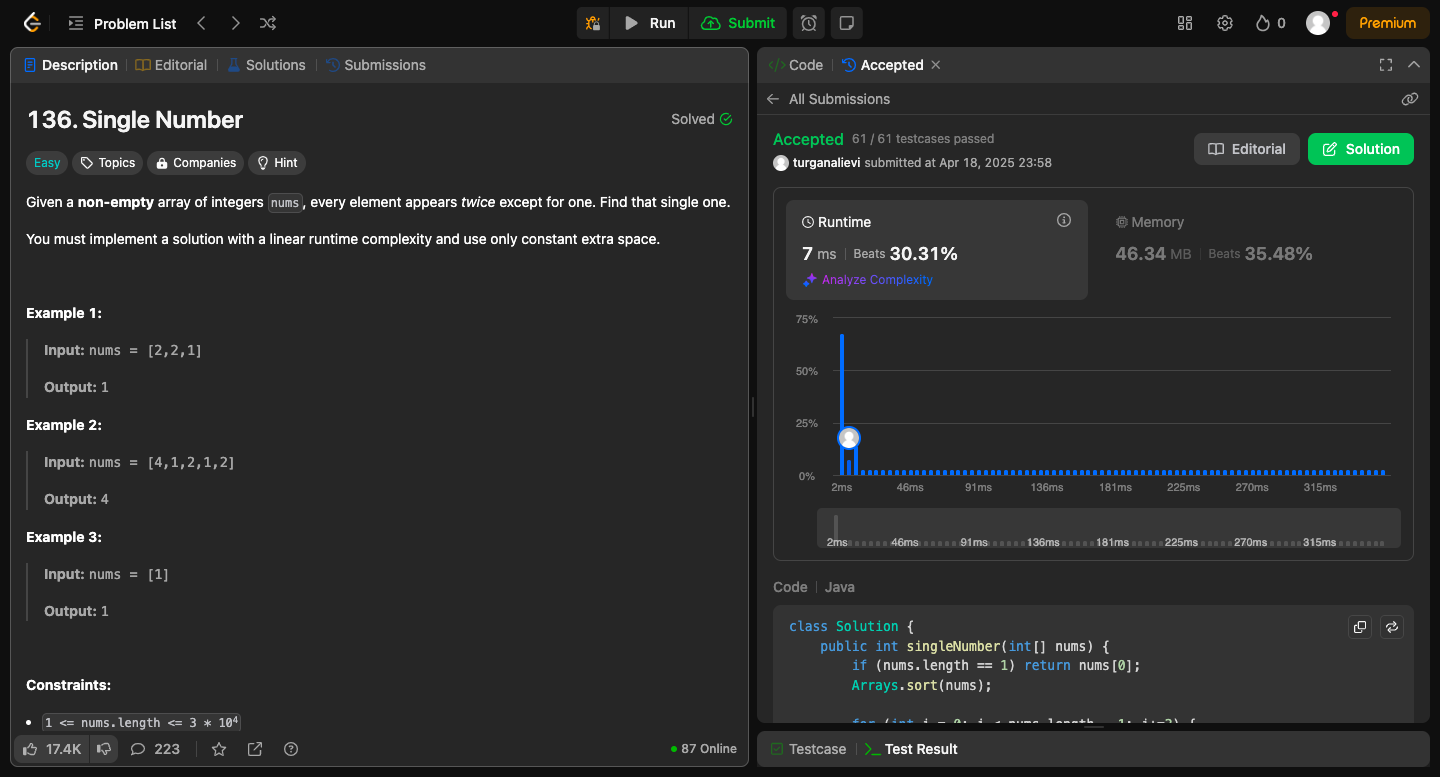 Problem List
Run
Submit
0
Premium
Description
Editorial
Solutions
Submissions
136. Single Number
Solved
Easy
Topics
Companies
Hint
Given a non-empty array of integers nums, every element appears twice except for one. Find that single one.
You must implement a solution with a linear runtime complexity and use only constant extra space.
Example 1:
Input: nums = [2,2,1]
Output: 1
Example 2:
Input: nums = [4,1,2,1,2]
Output: 4
Example 3:
Input: nums = [1]
Output: 1
Constraints:
1 <= nums.length <= 3 * 10⁴
17.4K
223
87 Online
Code
Accepted
All Submissions
Accepted 61 / 61 testcases passed
turganalievi submitted at Apr 18, 2025 23:58
Editorial
Solution
Runtime
7 ms Beats 30.31%
Analyze Complexity
Memory
46.34 MB Beats 35.48%
75%
50%
25%
0%
2ms 46ms 91ms 136ms 181ms 225ms 270ms 315ms
2ms 46ms 91ms 136ms 181ms 225ms 270ms 315ms
Code Java
class Solution {
public int singleNumber(int[] nums) {
if (nums.length == 1) return nums[0];
Arrays.sort(nums);
for (int i = 0; i < nums.length - 1; i+=2) {
Testcase
Test Result